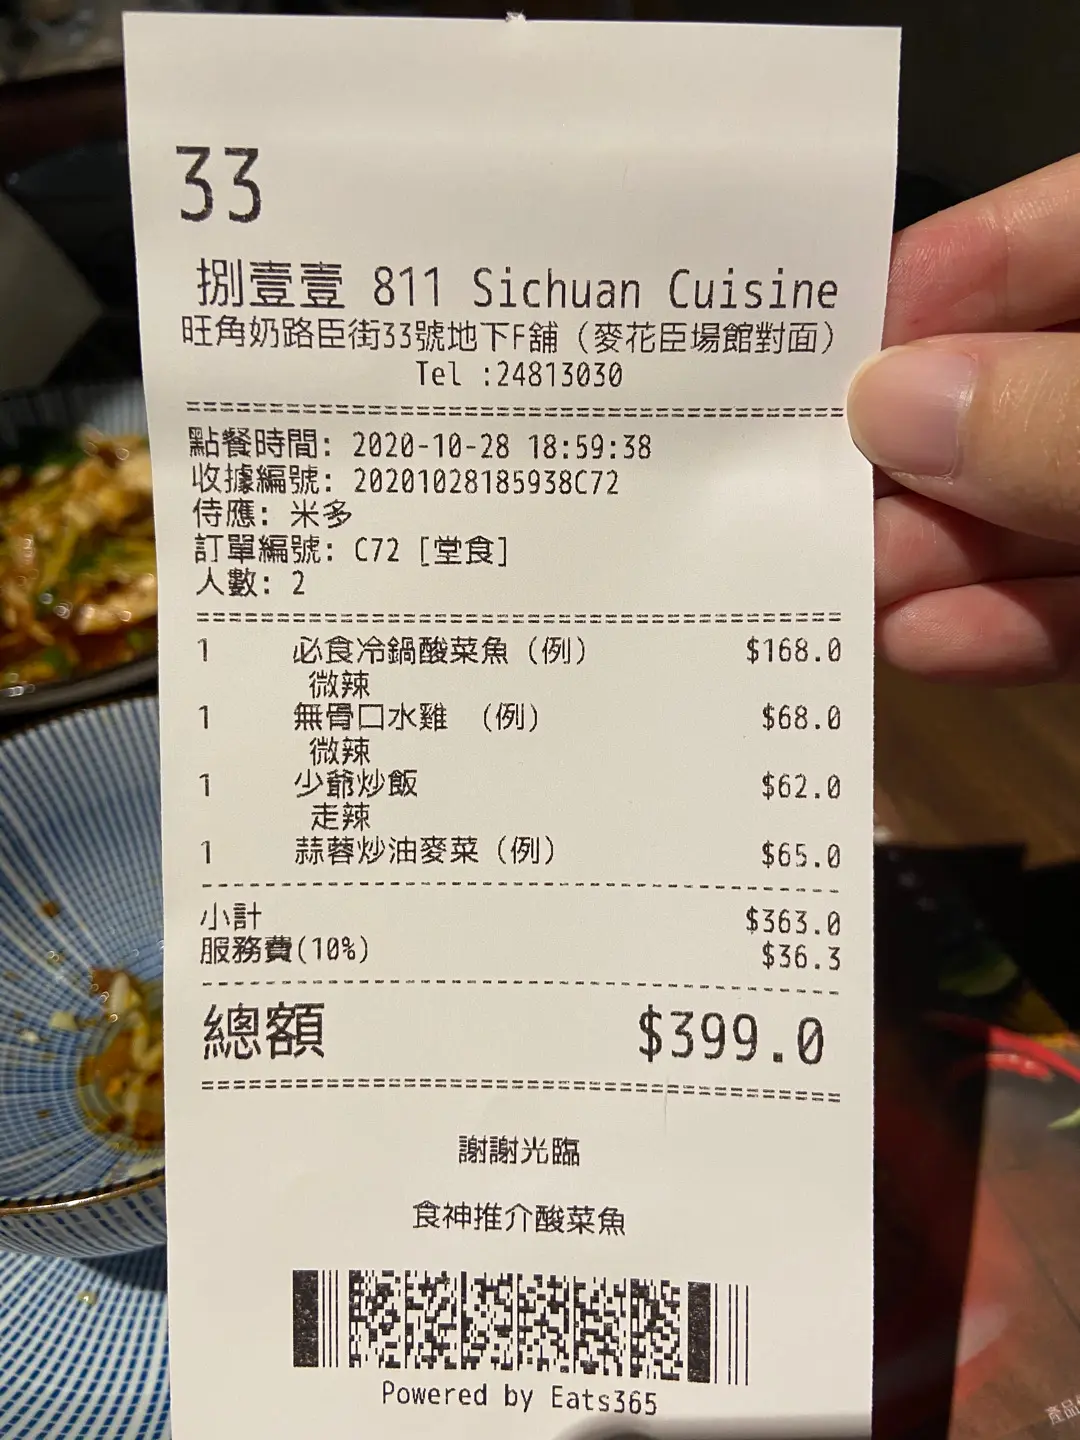 33
捌壹壹 811 Sichuan Cuisine
旺角奶路臣街33號地下F舖（麥花臣場館對面）
Tel :24813030
點餐時間: 2020-10-28 18:59:38
收據編號: 20201028185938C72
侍應: 米多
訂單編號: C72 [堂食]
人數: 2
1 必食冷鍋酸菜魚（例） $168.0
微辣
1 無骨口水雞 （例） $68.0
微辣
1 少爺炒飯 $62.0
走辣
1 蒜蓉炒油麥菜（例） $65.0
小計 $363.0
服務費(10%) $36.3
總額 $399.0
謝謝光臨
食神推介酸菜魚
Powered by Eats365
產品